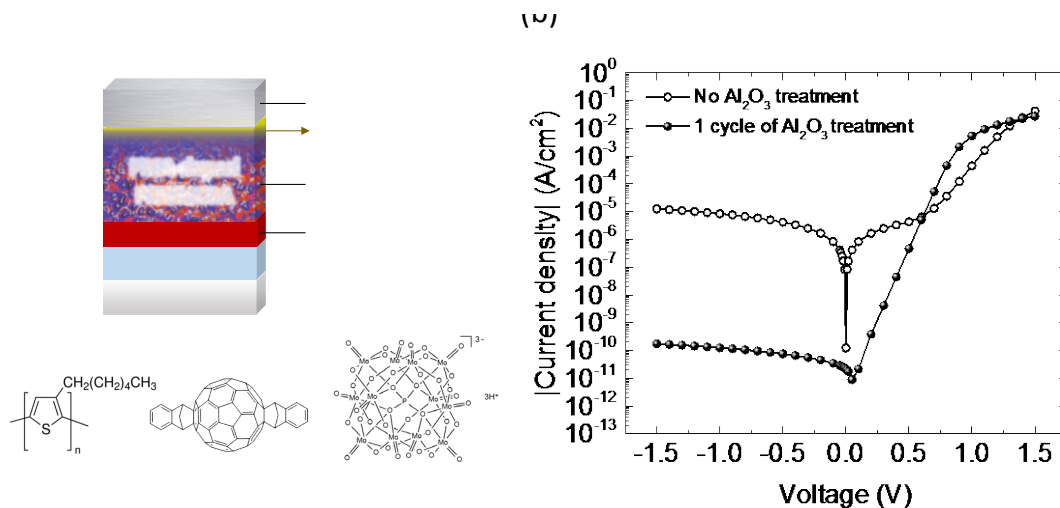 (b)
|Current density| (A/cm²)
10⁰
10⁻¹
10⁻²
10⁻³
10⁻⁴
10⁻⁵
10⁻⁶
10⁻⁷
10⁻⁸
10⁻⁹
10⁻¹⁰
10⁻¹¹
10⁻¹²
10⁻¹³
No Al₂O₃ treatment
1 cycle of Al₂O₃ treatment
-1.5 -1.0 -0.5 0.0 0.5 1.0 1.5
Voltage (V)
CH₂(CH₂)₄CH₃
S
n
3-
3H⁺
O
Mo
P